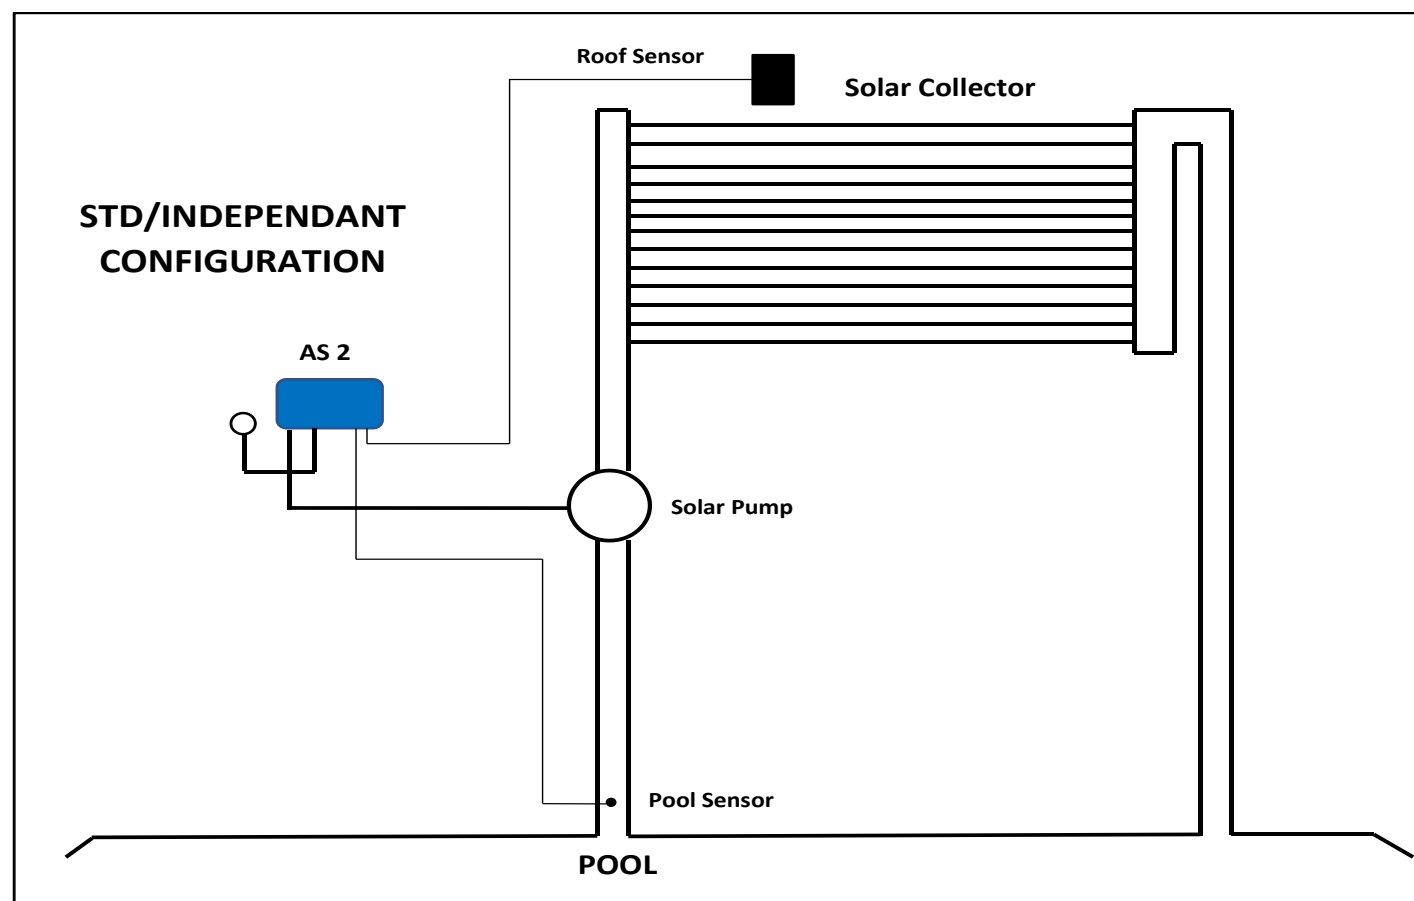 Roof Sensor
Solar Collector
STD/INDEPENDANT
CONFIGURATION
AS 2
Solar Pump
Pool Sensor
POOL